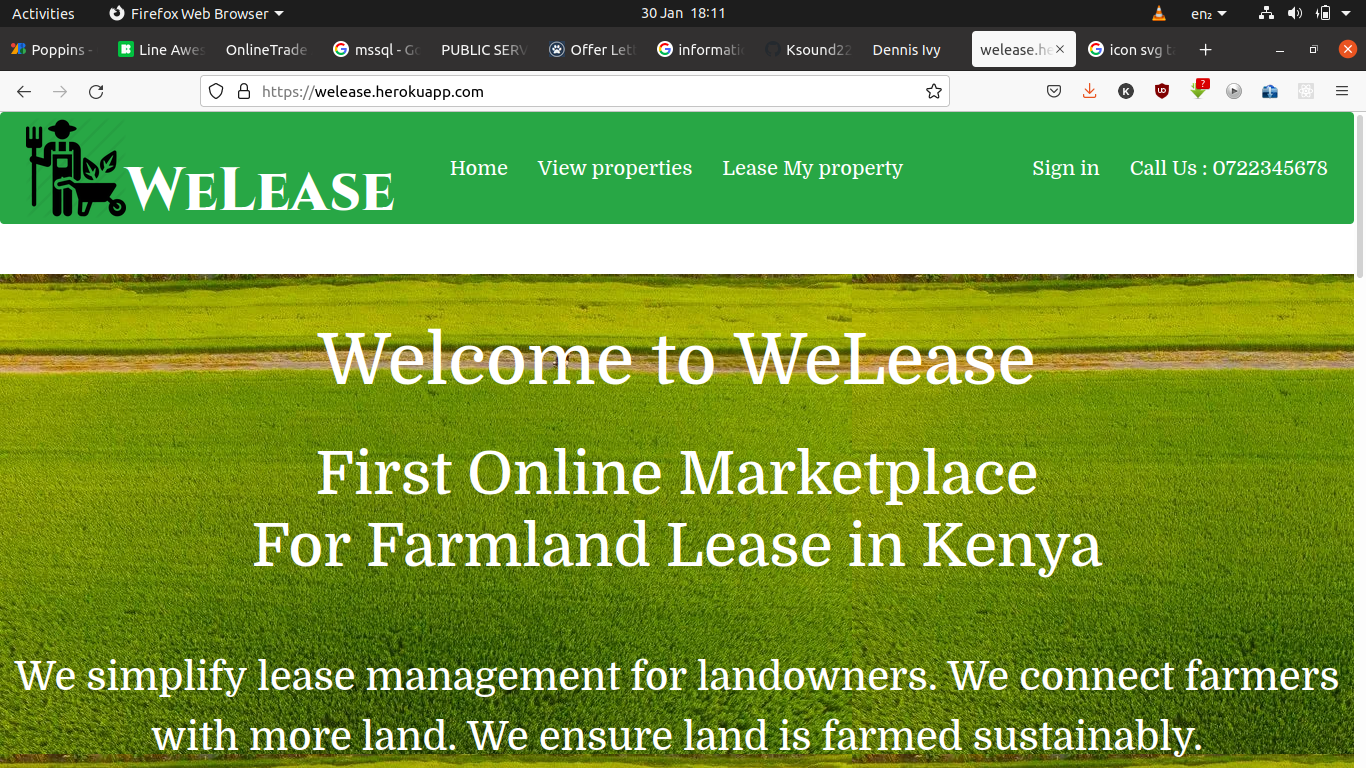 Activities Firefox Web Browser 30 Jan 18:11 en₂
Poppins - Line Awes OnlineTrade mssql - Go PUBLIC SERV Offer Lett informati Ksound22 Dennis Ivy welease.he icon svg t
https://welease.herokuapp.com K ?
WeLease Home View properties Lease My property Sign in Call Us : 0722345678
Welcome to WeLease
First Online Marketplace
For Farmland Lease in Kenya
We simplify lease management for landowners. We connect farmers
with more land. We ensure land is farmed sustainably.